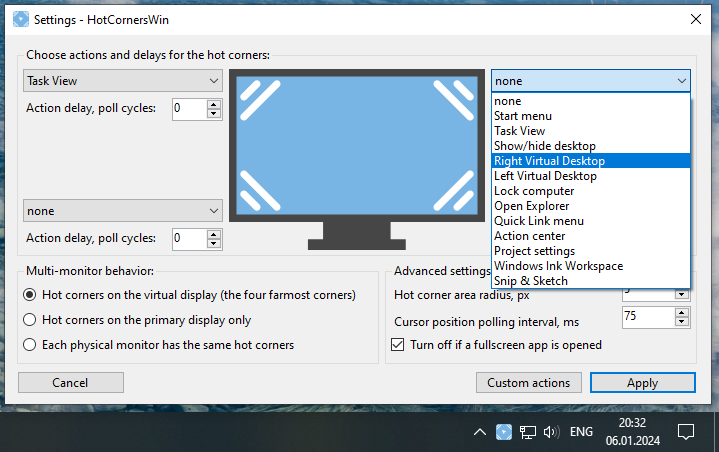 Settings - HotCornersWin
Choose actions and delays for the hot corners:
Task View
none
Action delay, poll cycles:
0
none
Start menu
Task View
Show/hide desktop
Right Virtual Desktop
Left Virtual Desktop
Lock computer
Open Explorer
Quick Link menu
Action center
Project settings
Windows Ink Workspace
Snip & Sketch
none
Action delay, poll cycles:
0
Multi-monitor behavior:
Hot corners on the virtual display (the four farmost corners)
Hot corners on the primary display only
Each physical monitor has the same hot corners
Advanced settings
Hot corner area radius, px
Cursor position polling interval, ms
75
Turn off if a fullscreen app is opened
Cancel
Custom actions
Apply
ENG
20:32
06.01.2024